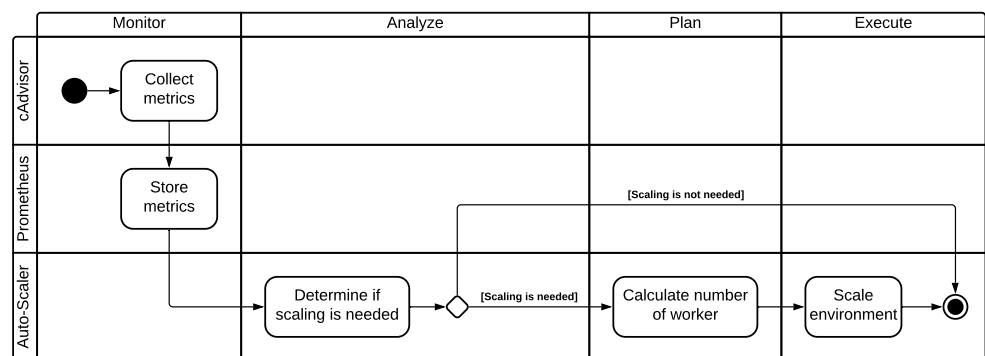 Monitor
Analyze
Plan
Execute
cAdvisor
Collect
metrics
Prometheus
Store
metrics
[Scaling is not needed]
Auto-Scaler
Determine if
scaling is needed
[Scaling is needed]
Calculate number
of worker
Scale
environment